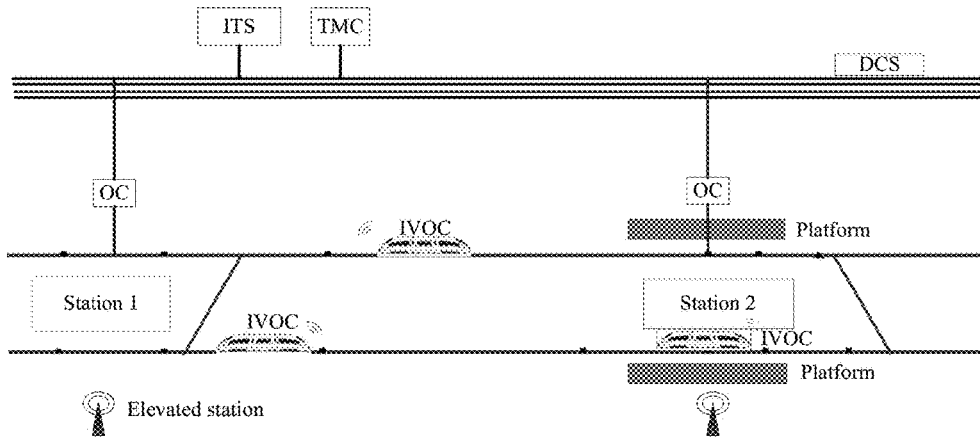 ITS
TMC
DCS
OC
OC
IVOC
Platform
Station 1
Station 2
IVOC
IVOC
Platform
Elevated station